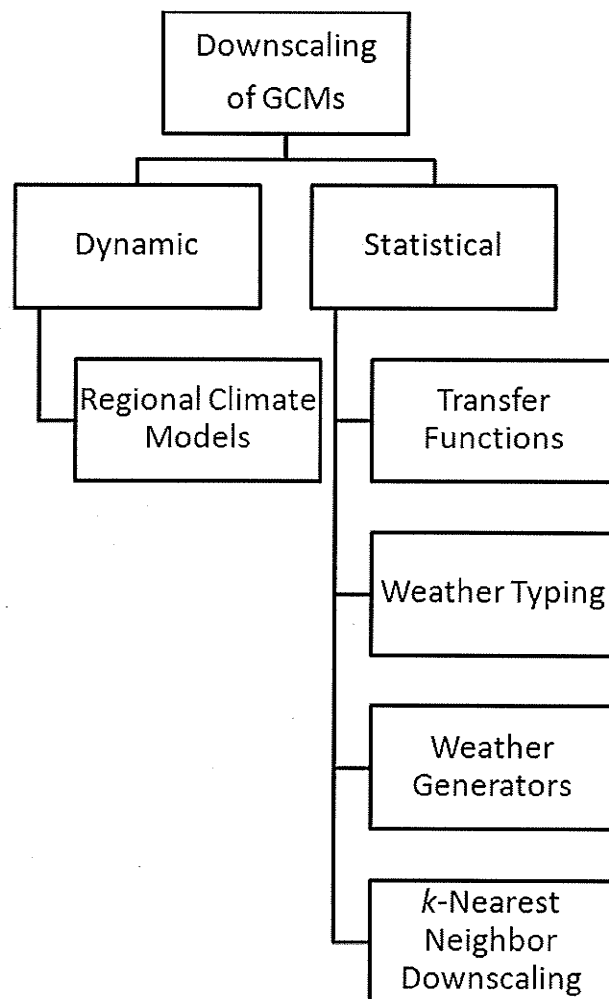 Downscaling
of GCMs
Dynamic
Statistical
Regional Climate
Models
Transfer
Functions
Weather Typing
Weather
Generators
k-Nearest
Neighbor
Downscaling